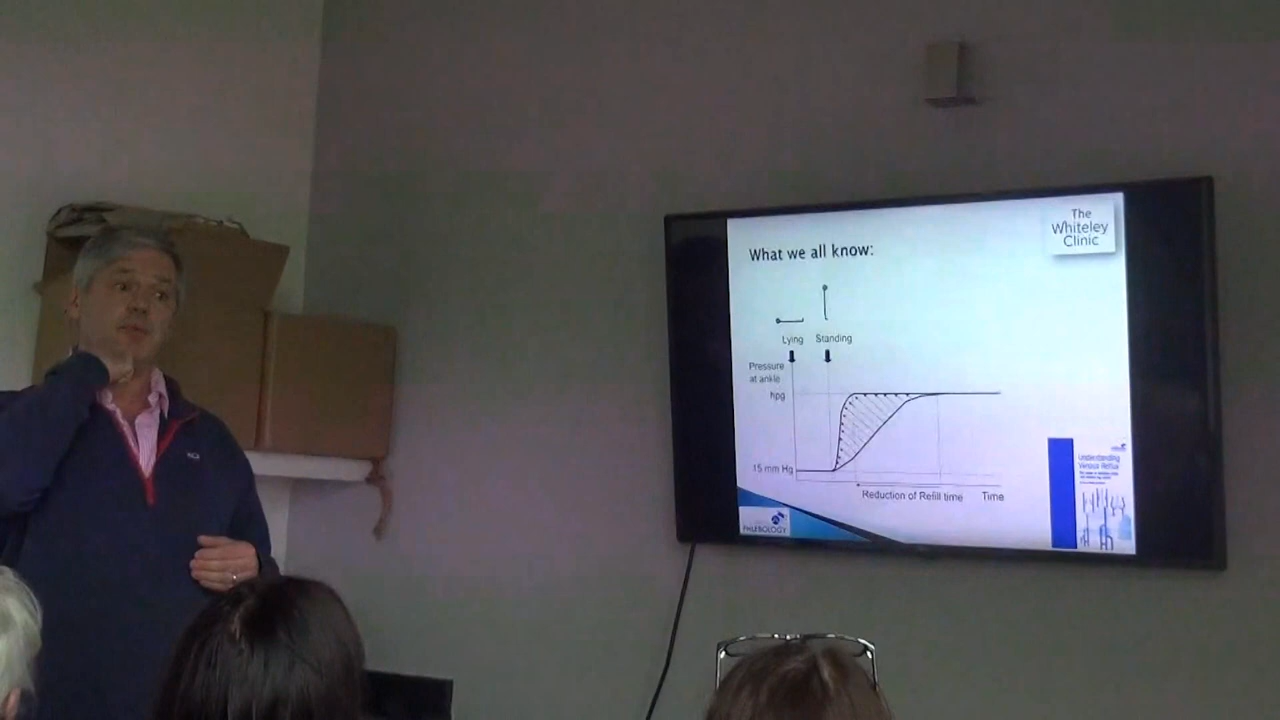 The
Whiteley
Clinic
What we all know:
Lying Standing
Pressure
at ankle
hpg
15 mm Hg
Reduction of Refill time Time
Understanding
Venous Reflux
PHLEBOLOGY